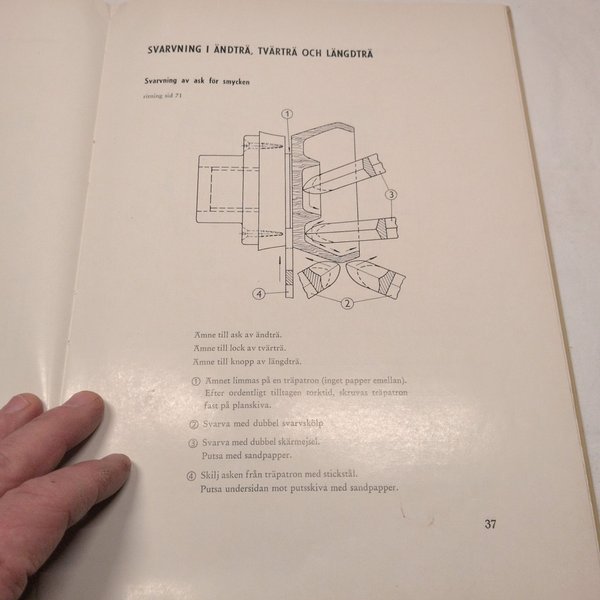 SVARVNING I ÄNDTRÄ, TVÄRTRÄ OCH LÄNGDTRÄ
Svarvning av ask för smycken
ritning sid 71
1
3
4
2
Ämne till ask av ändträ.
Ämne till lock av tvärträ.
Ämne till knopp av längdträ.
1 Ämnet limmas på en träpatron (inget papper emellan).
Efter ordentligt tilltagen torktid, skruvas träpatron
fast på planskiva.
2 Svarva med dubbel svarvskölp
3 Svarva med dubbel skärmejsel.
Putsa med sandpapper.
4 Skilj asken från träpatron med stickstål.
Putsa undersidan mot putsskiva med sandpapper.
37